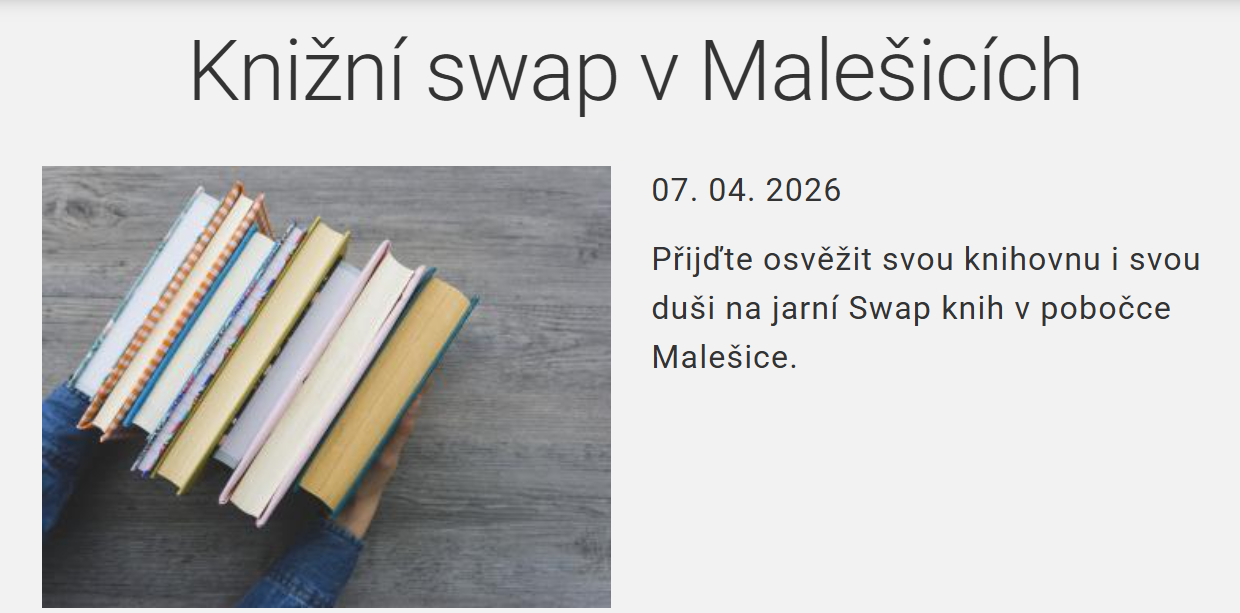 Knižní swap v Malešicích
07. 04. 2026
Přijďte osvěžit svou knihovnu i svou
duši na jarní Swap knih v pobočce
Malešice.